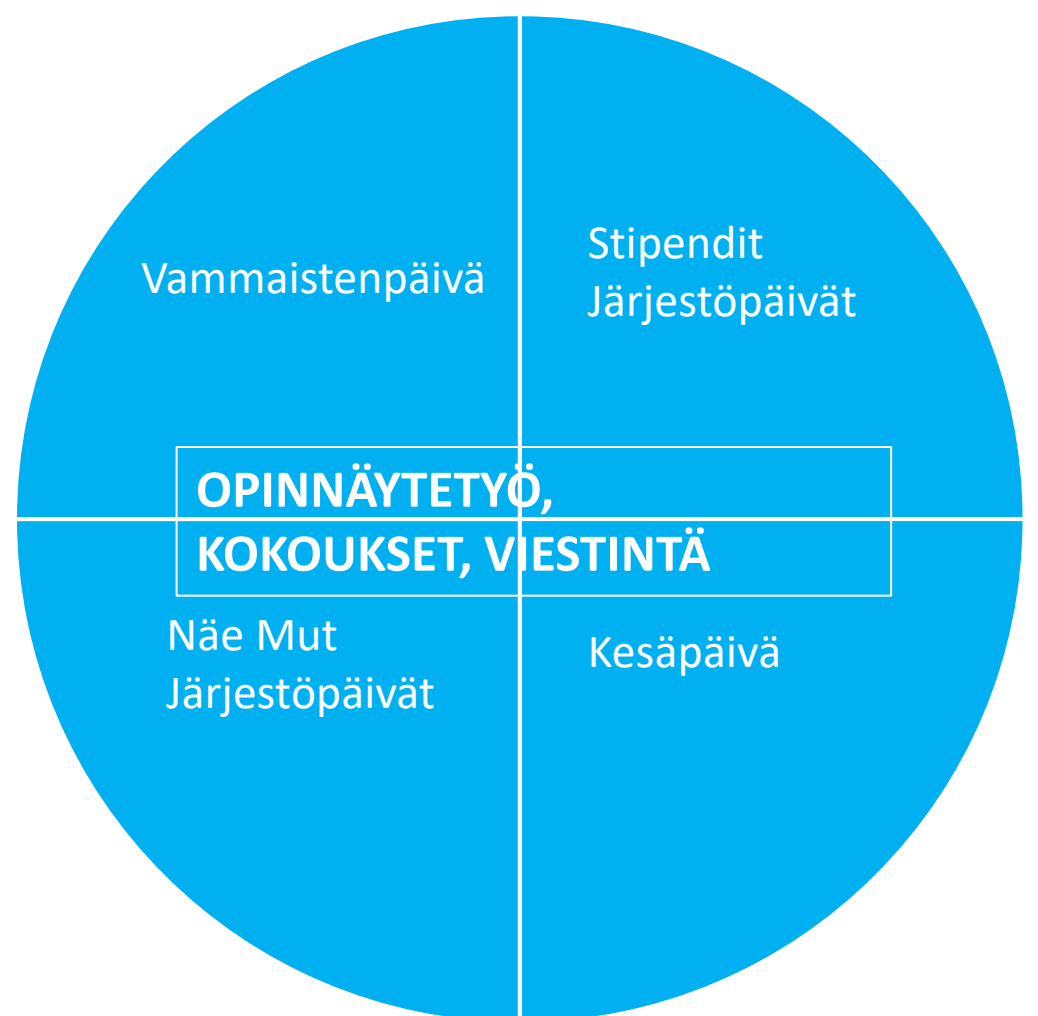 Vammaistenpäivä
Stipendit
Järjestöpäivät
OPINNÄYTETYÖ,
KOKOUKSET, VIESTINTÄ
Näe Mut
Järjestöpäivät
Kesäpäivä